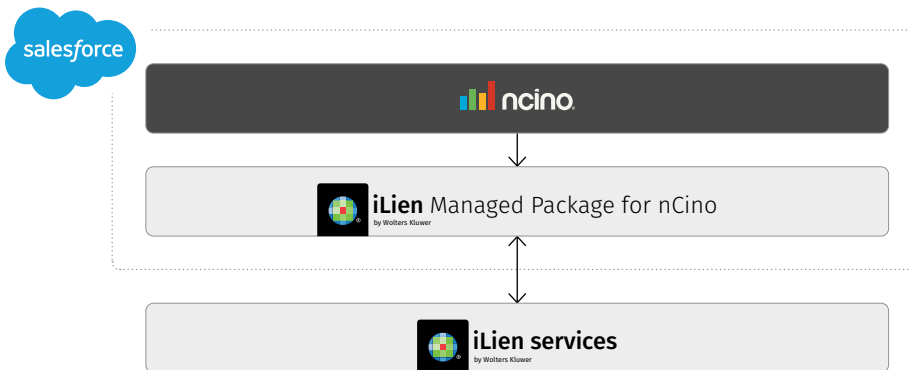 salesforce
ncino.
iLien Managed Package for nCino
by Wolters Kluwer
iLien services
by Wolters Kluwer